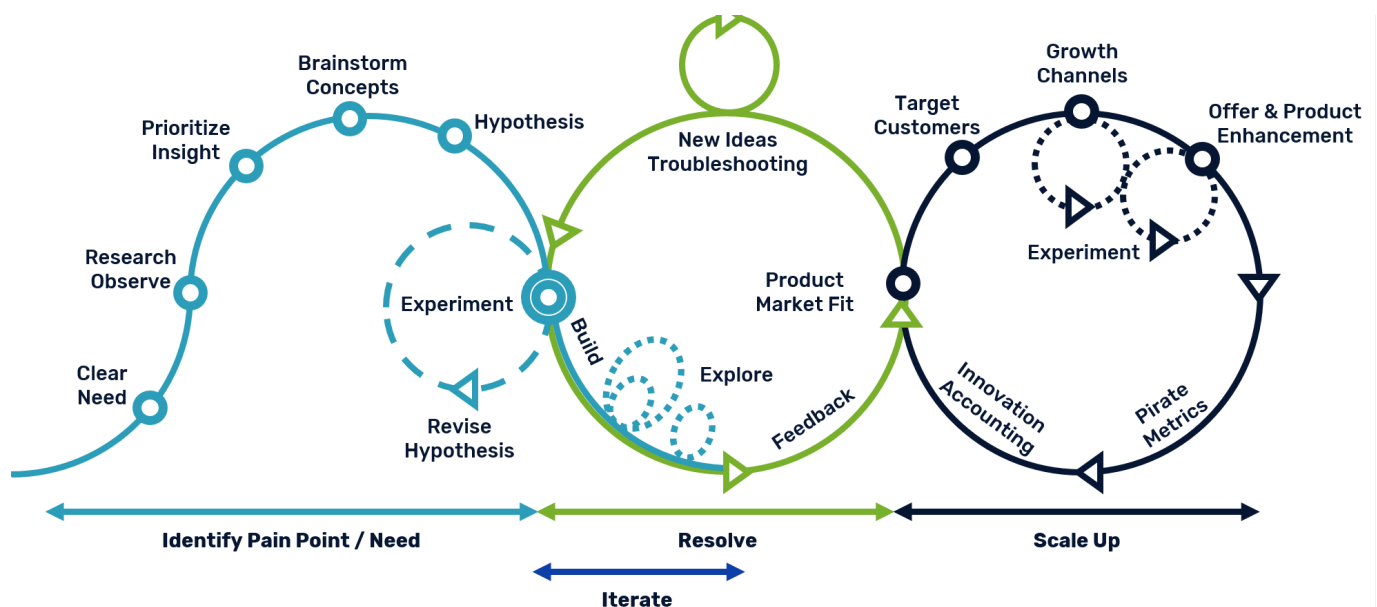 Brainstorm
Concepts
Prioritize
Insight
Hypothesis
Research
Observe
Clear
Need
Experiment
Revise
Hypothesis
New Ideas
Troubleshooting
Build
Explore
Feedback
Product
Market Fit
Target
Customers
Growth
Channels
Offer & Product
Enhancement
Experiment
Innovation
Accounting
Pirate
Metrics
Identify Pain Point / Need
Resolve
Scale Up
Iterate